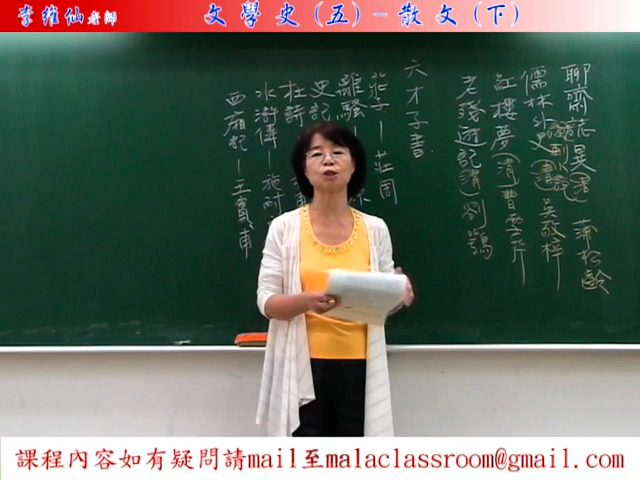 李維仙老師
文學史(五)-散文(下)
聊齋誌異(清)蒲松齡
儒林外史(清)吳敬梓
紅樓夢(清)曹雪芹
老殘遊記(清)劉鶚
六才子書
莊子-莊周
離騷-
史記
杜詩
水滸傳-施耐
西廂記-王實甫
課程內容如有疑問請mail至malaclassroom@gmail.com